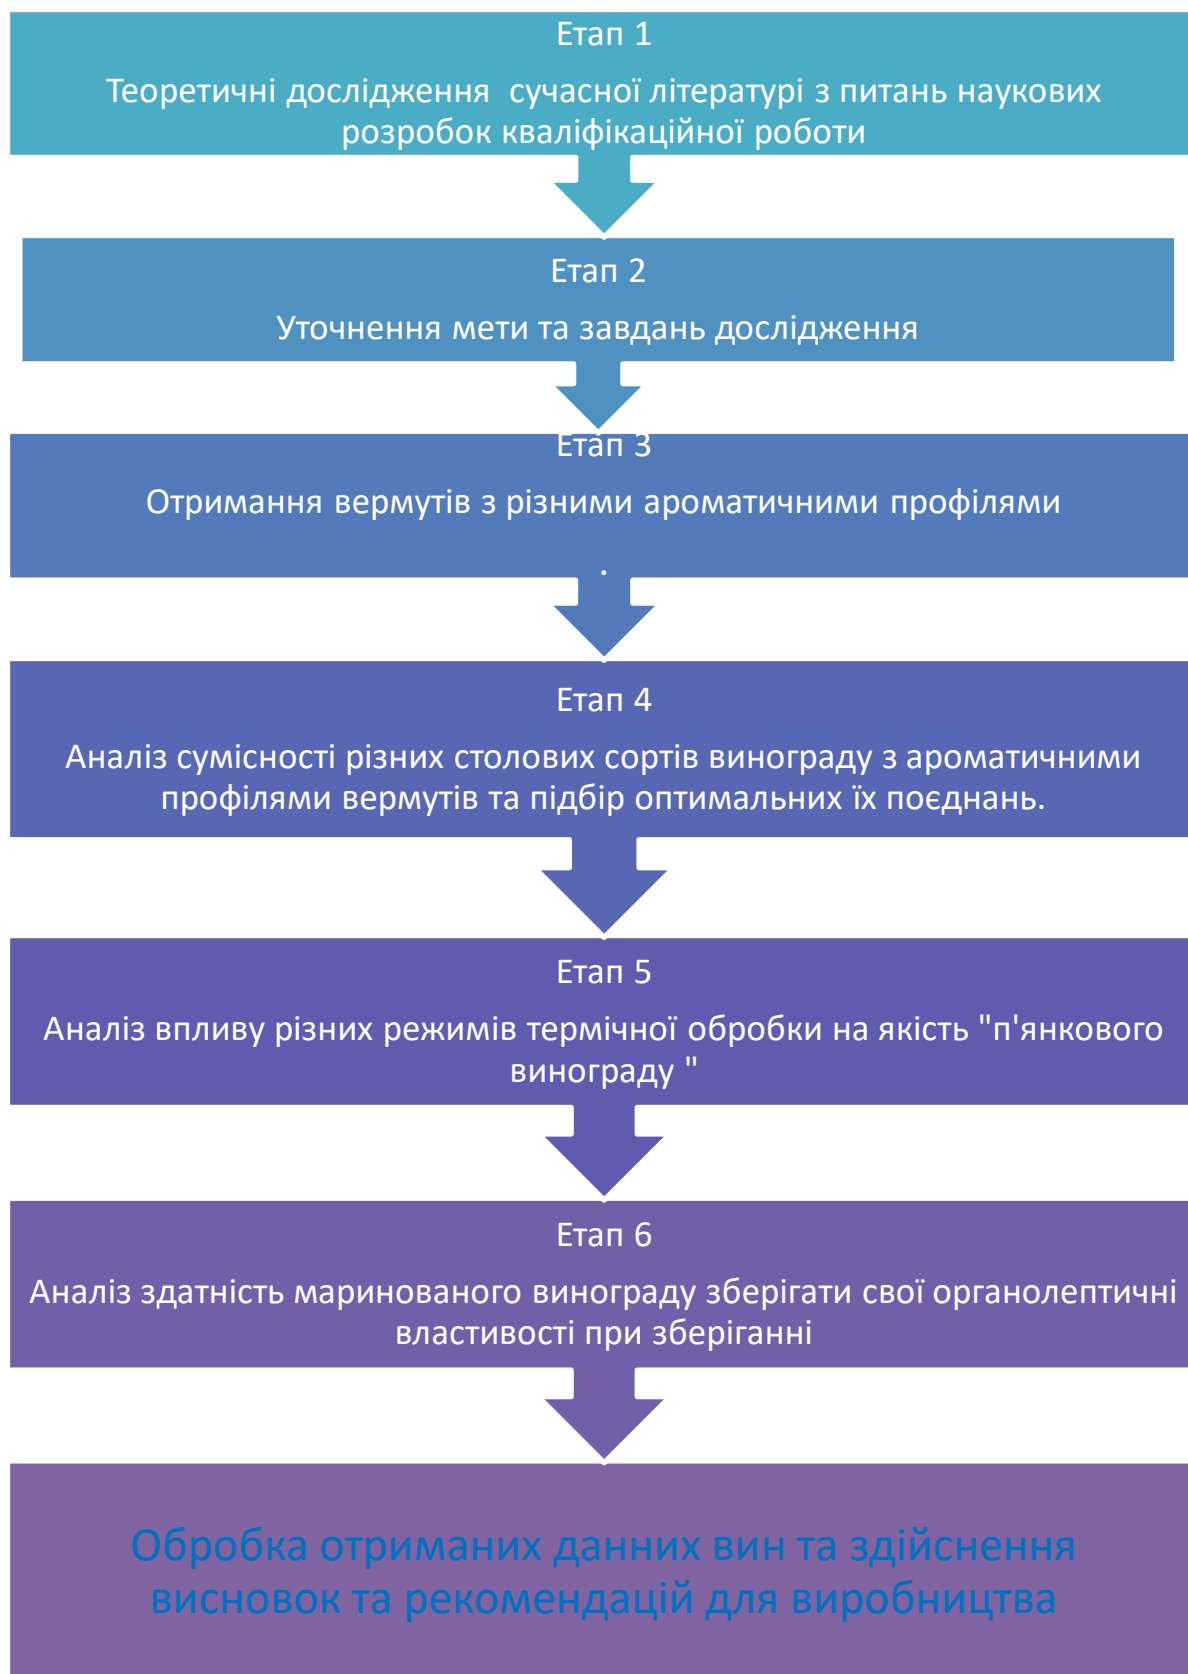 Етап 1
Теоретичні дослідження  сучасної літературі з питань наукових
розробок кваліфікаційної роботи
Етап 2
Уточнення мети та завдань дослідження
Етап 3
Отримання вермутів з різними ароматичними профілями
.
Етап 4
Аналіз сумісності різних столових сортів винограду з ароматичними
профілями вермутів та підбір оптимальних їх поєднань.
Етап 5
Аналіз впливу різних режимів термічної обробки на якість "п'янкового
винограду "
Етап 6
Аналіз здатність маринованого винограду зберігати свої органолептичні
властивості при зберіганні
Обробка отриманих данних вин та здійснення
висновок та рекомендацій для виробництва